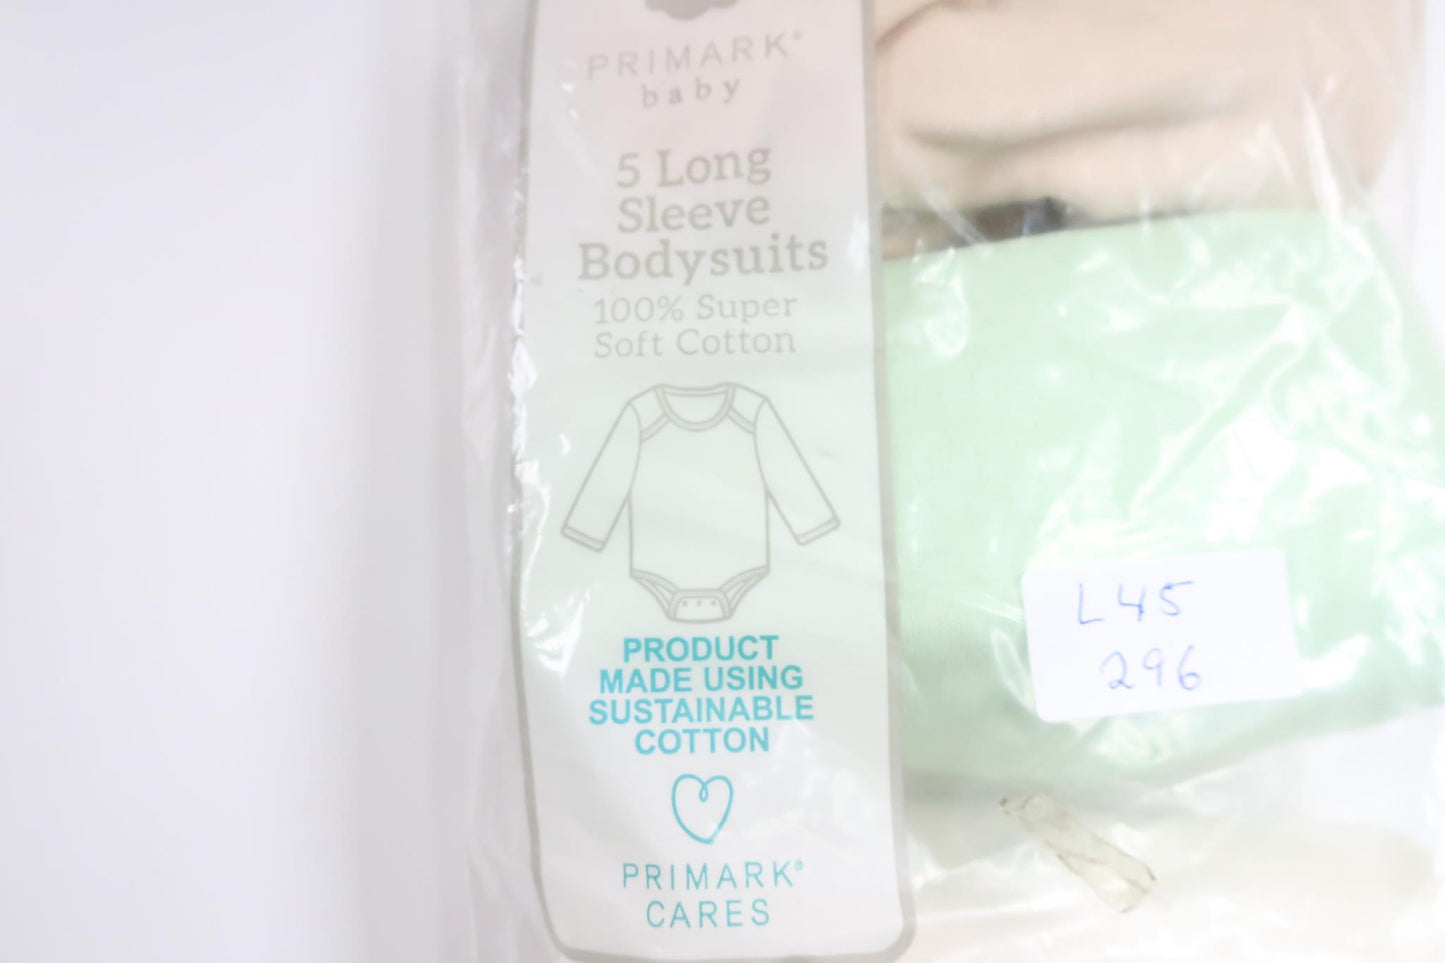 PRIMARK®
baby
5 Long
Sleeve
Bodysuits
100% Super
Soft Cotton
PRODUCT
MADE USING
SUSTAINABLE
COTTON
PRIMARK®
CARES
L45
296